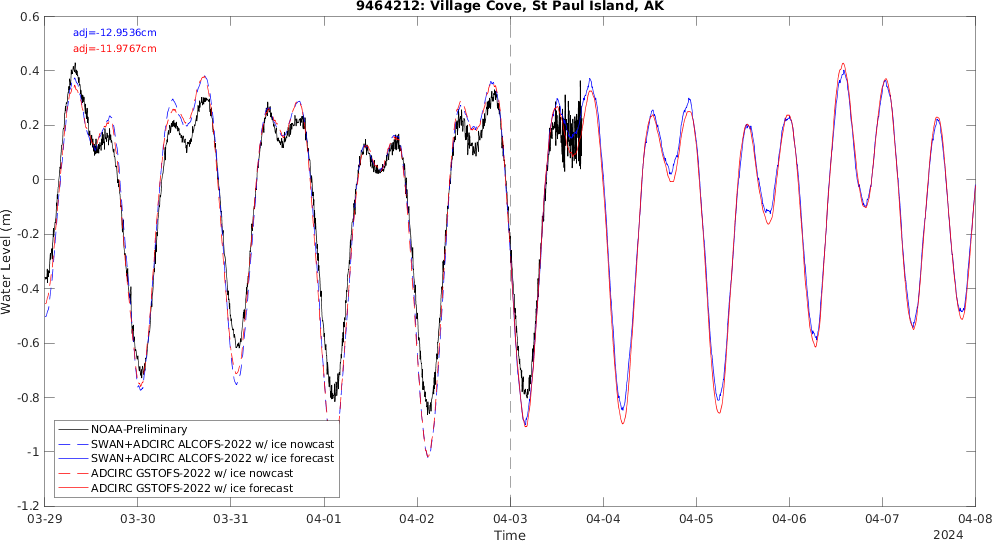 9464212: Village Cove, St Paul Island, AK
0.6
adj=-12.9536cm
adj=-11.9767cm
0.4
0.2
0
-0.2
-0.4
-0.6
-0.8
-1
-1.2
Water Level (m)
NOAA-Preliminary
SWAN+ADCIRC ALCOFS-2022 w/ ice nowcast
SWAN+ADCIRC ALCOFS-2022 w/ ice forecast
ADCIRC GSTOFS-2022 w/ ice nowcast
ADCIRC GSTOFS-2022 w/ ice forecast
03-29 03-30 03-31 04-01 04-02 04-03 04-04 04-05 04-06 04-07 04-08
Time
2024